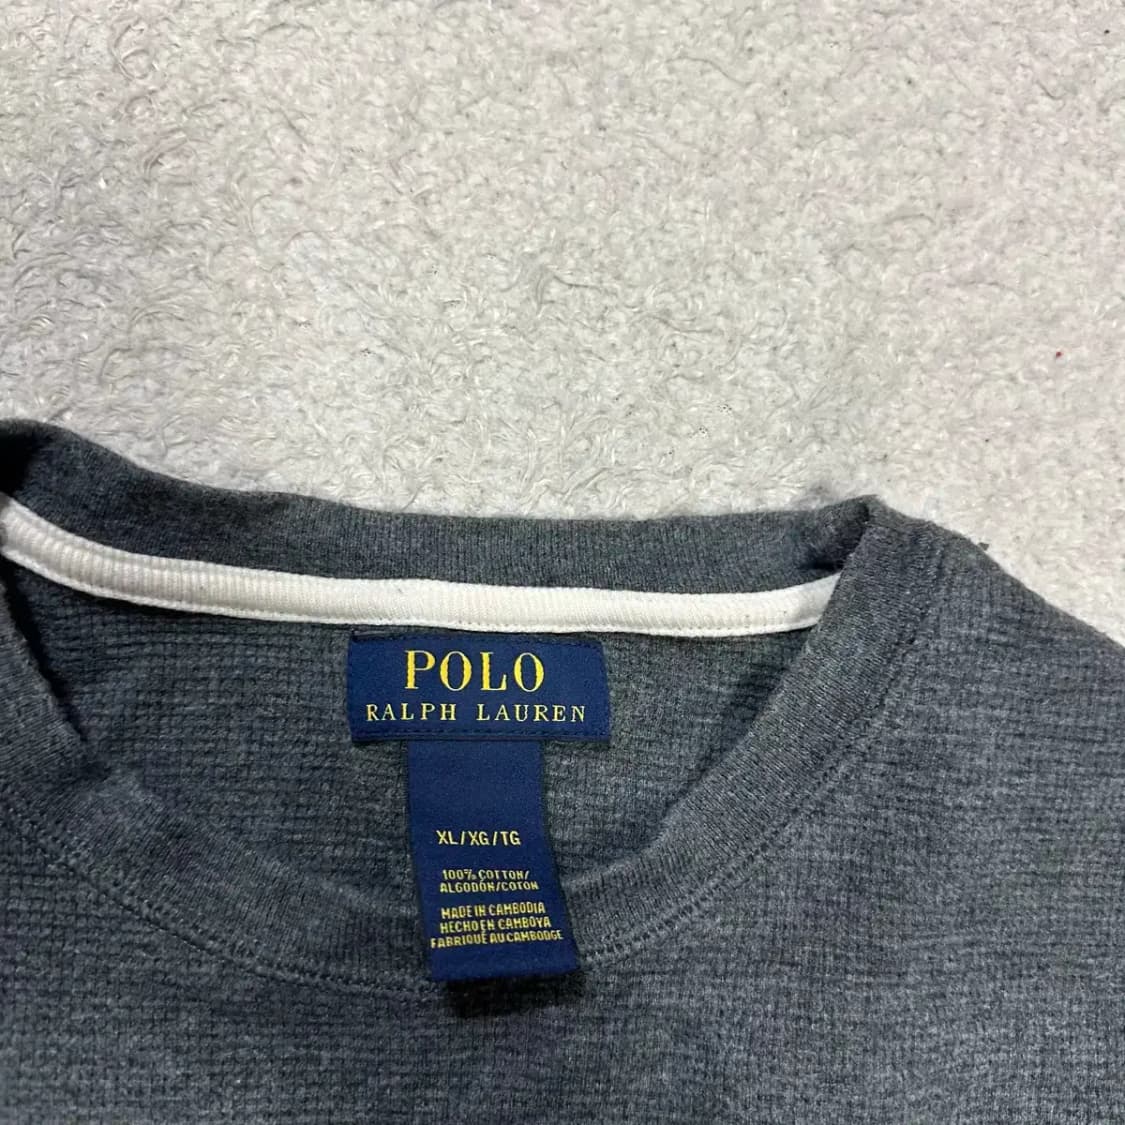 POLO
RALPH LAUREN
XL/XG/TG
100% COTTON/
ALGODÓN/COTON
MADE IN CAMBODIA
HECHO EN CAMBOYA
FABRIQUÉ AU CAMBODGE